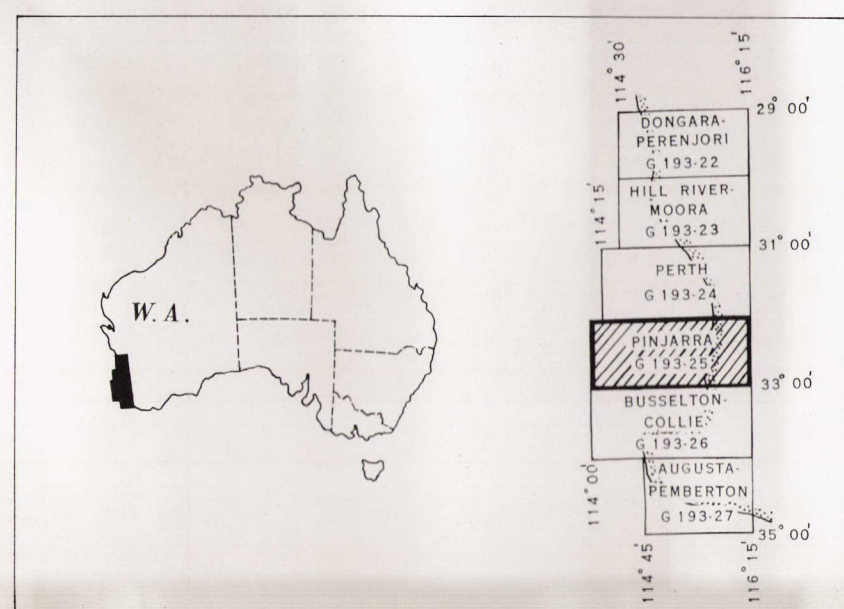 W. A.
114° 30'
116° 15'
29° 00'
DONGARA-
PERENJORI
G 193-22
114° 15'
HILL RIVER-
MOORA
G 193-23
31° 00'
PERTH
G 193-24
PINJARRA
G 193-25
33° 00'
BUSSELTON-
COLLIE
G 193-26
114° 00'
AUGUSTA-
PEMBERTON
G 193-27
35° 00'
114° 45'
116° 15'